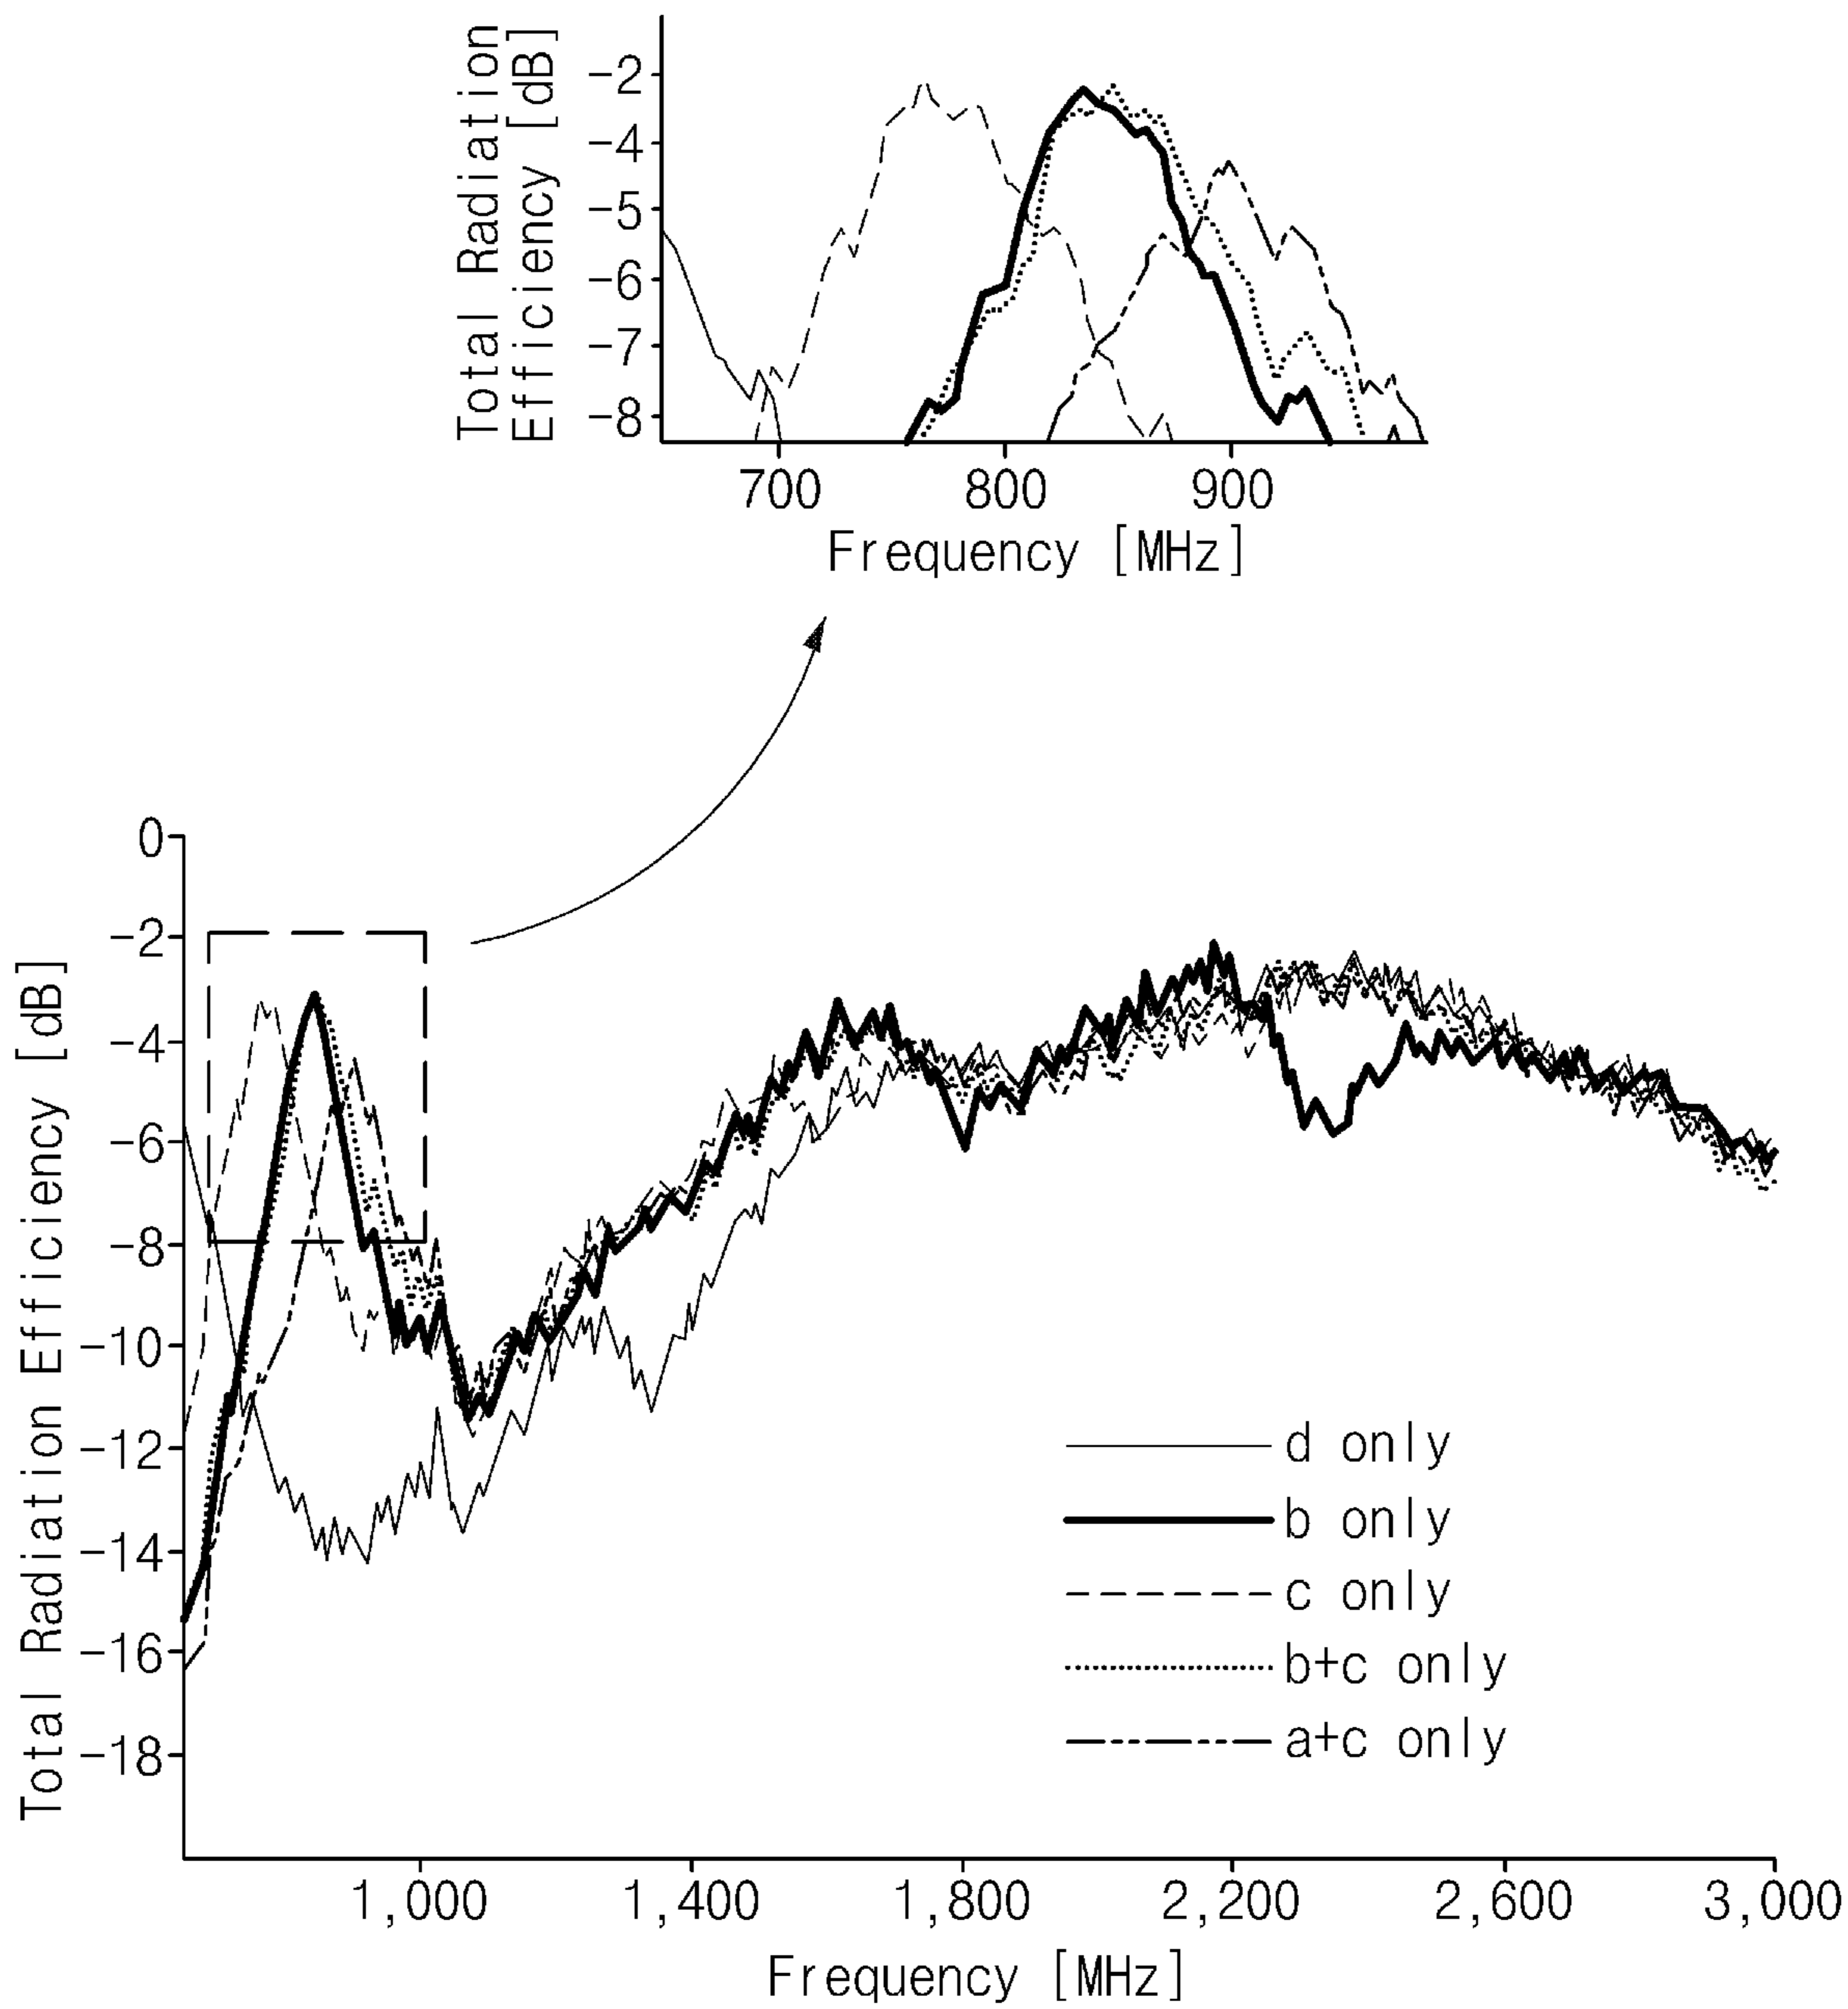 Total Radiation
Efficiency [dB]
-2
-4
-5
-6
-7
-8
700 800 900
Frequency [MHz]
Total Radiation Efficiency [dB]
0
-2
-4
-6
-8
-10
-12
-14
-16
-18
d only
b only
c only
b+c only
a+c only
1,000 1,400 1,800 2,200 2,600 3,000
Frequency [MHz]